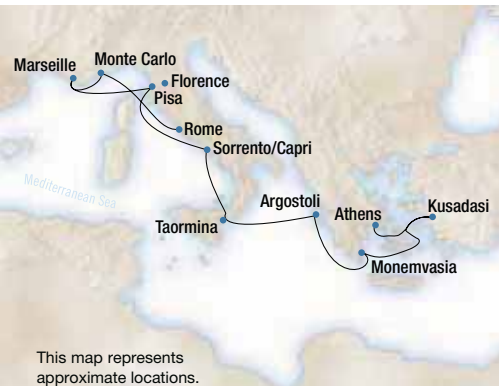 Marseille
Monte Carlo
Florence
Pisa
Rome
Sorrento/Capri
Mediterranean Sea
Taormina
Argostoli
Athens
Kusadasi
Monemvasia
This map represents
approximate locations.